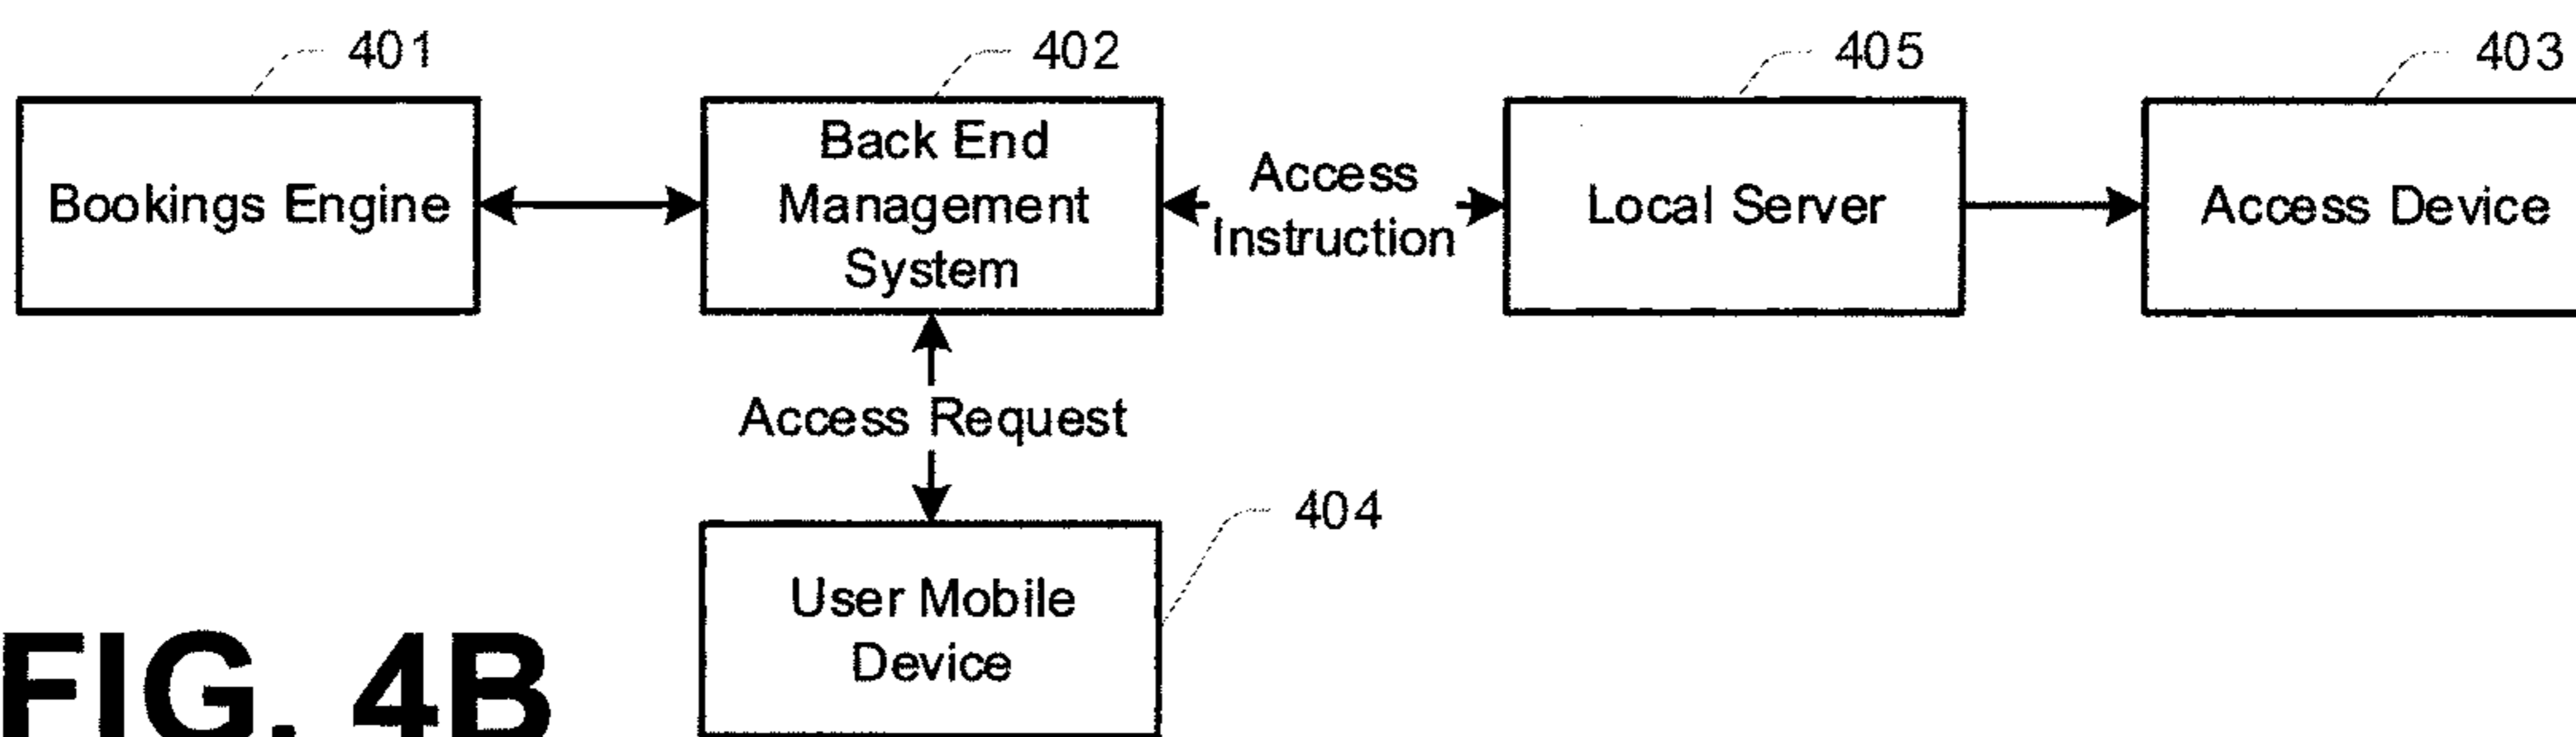 401
402
405
403
Bookings Engine
Back End
Management
System
Access
Instruction
Local Server
Access Device
Access Request
404
User Mobile
Device
FIG. 4B